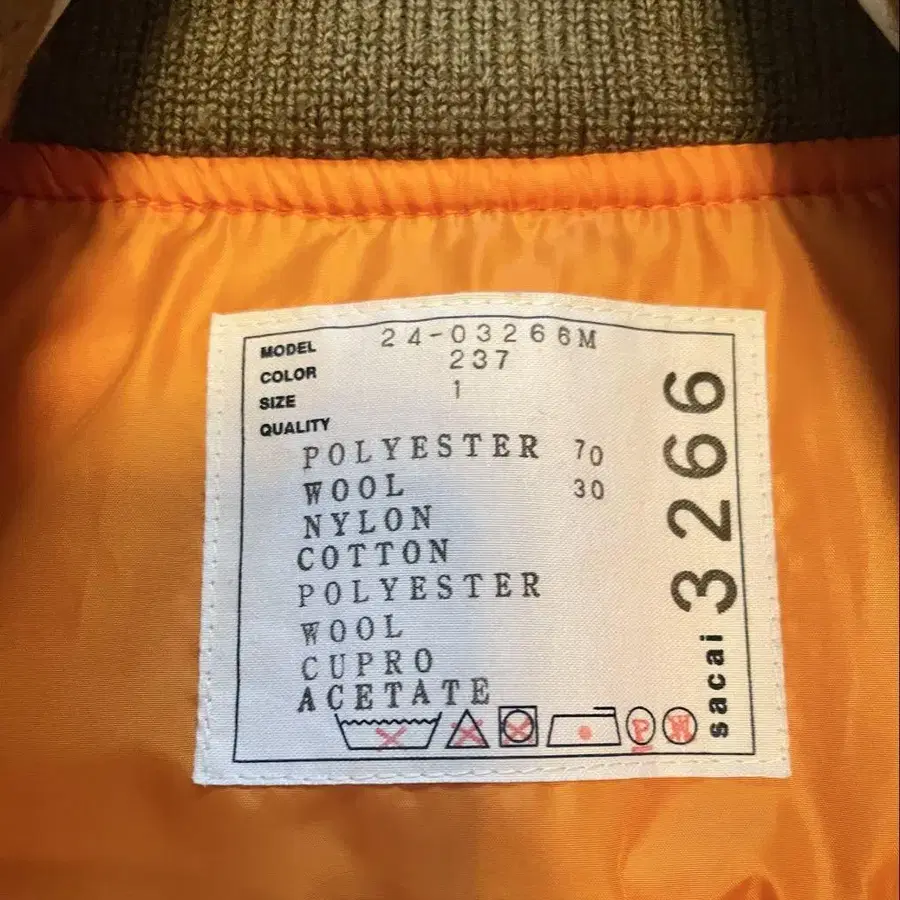 MODEL 24-03266M
COLOR 237
SIZE 1
QUALITY
POLYESTER 70
WOOL 30
NYLON
COTTON
POLYESTER
WOOL
CUPRO
ACETATE
P W
sacai 3266